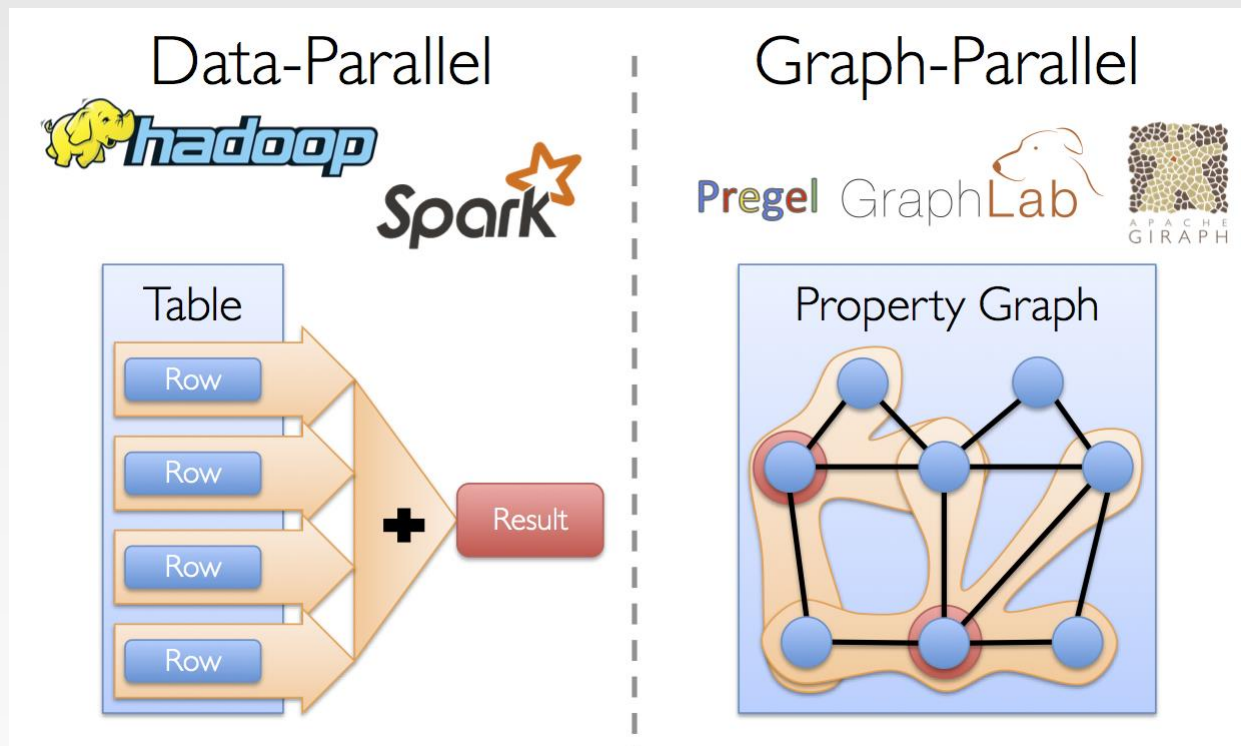 Data-Parallel
hadoop
Spark
Table
Row
Row
Row
Row
+
Result
Graph-Parallel
Pregel GraphLab
APACHE
GIRAPH
Property Graph